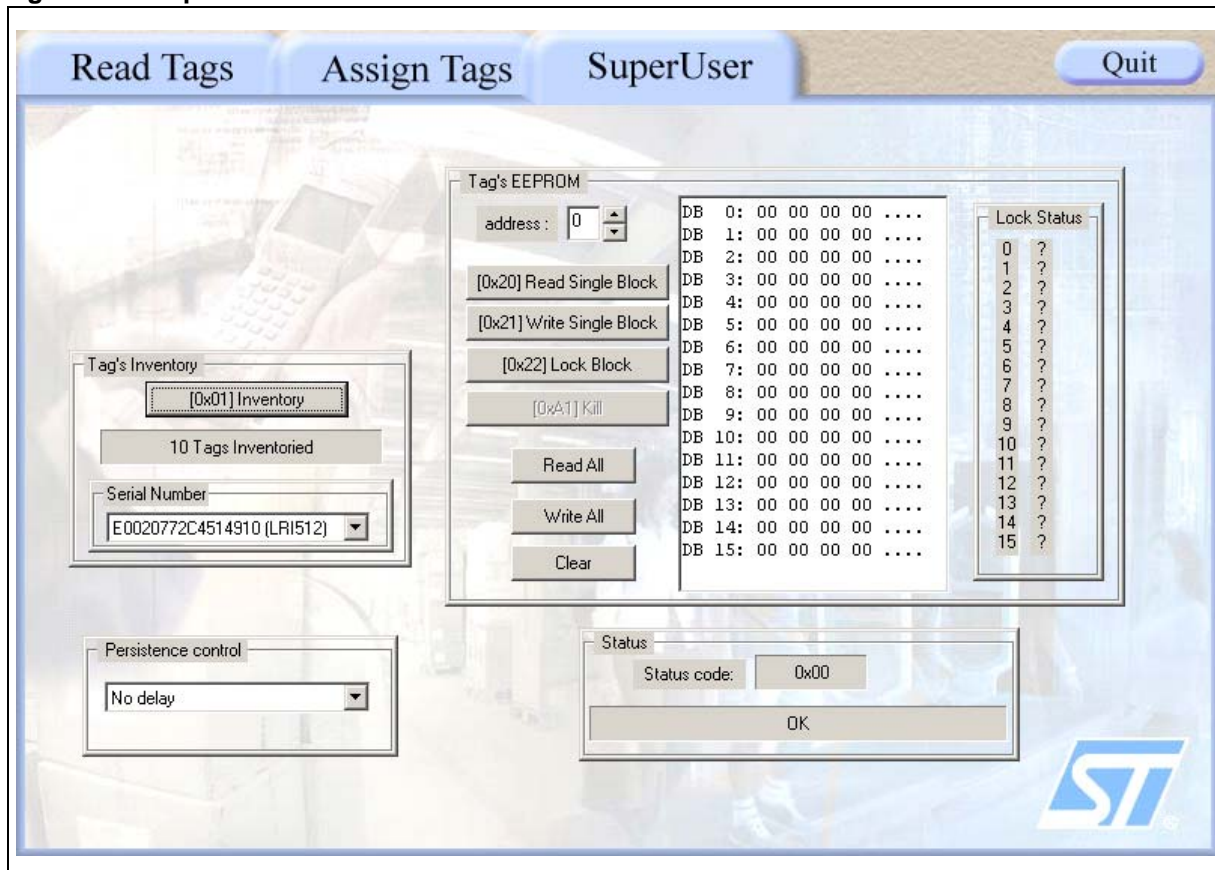 Read Tags
Assign Tags
SuperUser
Quit
Tag's EEPROM
address :
0
[0x20] Read Single Block
[0x21] Write Single Block
[0x22] Lock Block
[0xA1] Kill
Read All
Write All
Clear
DB 0: 00 00 00 00 ....
DB 1: 00 00 00 00 ....
DB 2: 00 00 00 00 ....
DB 3: 00 00 00 00 ....
DB 4: 00 00 00 00 ....
DB 5: 00 00 00 00 ....
DB 6: 00 00 00 00 ....
DB 7: 00 00 00 00 ....
DB 8: 00 00 00 00 ....
DB 9: 00 00 00 00 ....
DB 10: 00 00 00 00 ....
DB 11: 00 00 00 00 ....
DB 12: 00 00 00 00 ....
DB 13: 00 00 00 00 ....
DB 14: 00 00 00 00 ....
DB 15: 00 00 00 00 ....
Lock Status
0 ?
1 ?
2 ?
3 ?
4 ?
5 ?
6 ?
7 ?
8 ?
9 ?
10 ?
11 ?
12 ?
13 ?
14 ?
15 ?
Tag's Inventory
[0x01] Inventory
10 Tags Inventoried
Serial Number
E0020772C4514910 (LRI512)
Persistence control
No delay
Status
Status code:
0x00
OK
ST